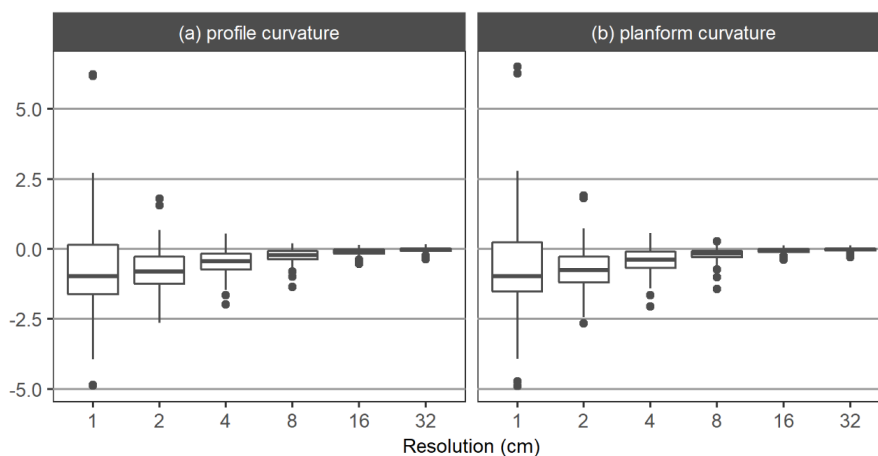 (a) profile curvature
(b) planform curvature
5.0
2.5
0.0
-2.5
-5.0
1 2 4 8 16 32
1 2 4 8 16 32
Resolution (cm)